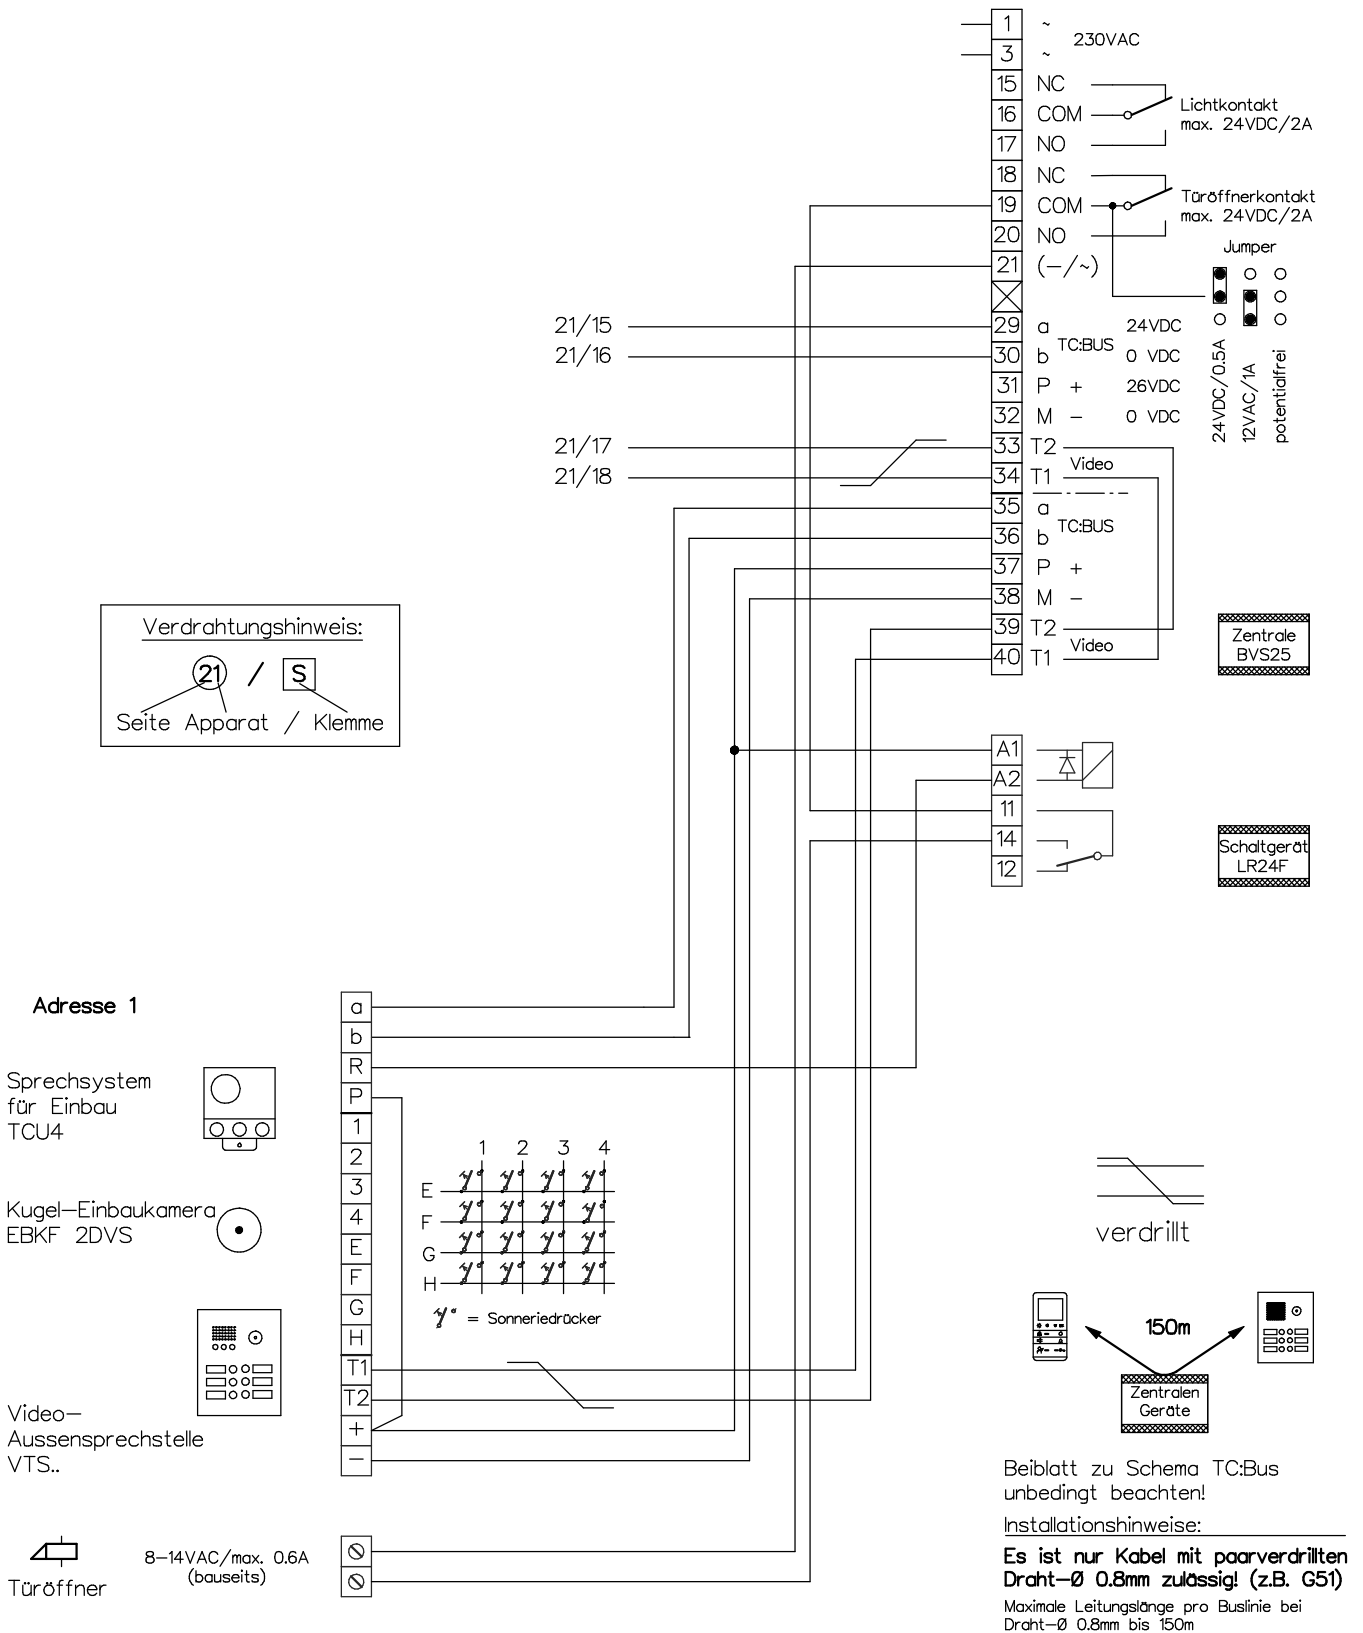 1 ~
230VAC
3 ~
15 NC
16 COM
Lichtkontakt
max. 24VDC/2A
17 NO
18 NC
19 COM
Türöffnerkontakt
max. 24VDC/2A
20 NO
21 (-/~)
Jumper
21/15 29 a 24VDC
TC:BUS
21/16 30 b 0 VDC
31 P + 26VDC
32 M - 0 VDC
24VDC/0.5A
12VAC/1A
potentialfrei
21/17 33 T2
Video
21/18 34 T1
35 a
TC:BUS
36 b
37 P +
38 M -
39 T2
Video
40 T1
Zentrale
BVS25
Verdrahtungshinweis:
21 / S
Seite Apparat / Klemme
A1
A2
11
14
12
Schaltgerät
LR24F
Adresse 1
a
b
R
P
1
2
3
4
E
F
G
H
T1
T2
+
-
Sprechsystem
für Einbau
TCU4
Kugel-Einbaukamera
EBKF 2DVS
Video-
Aussensprechstelle
VTS..
1 2 3 4
E
F
G
H
= Sonneriedrücker
Türöffner
8-14VAC/max. 0.6A
(bauseits)
verdrillt
150m
Zentralen
Geräte
Beiblatt zu Schema TC:Bus
unbedingt beachten!
Installationshinweise:
Es ist nur Kabel mit paarverdrillten
Draht-Ø 0.8mm zulässig! (z.B. G51)
Maximale Leitungslänge pro Buslinie bei
Draht-Ø 0.8mm bis 150m